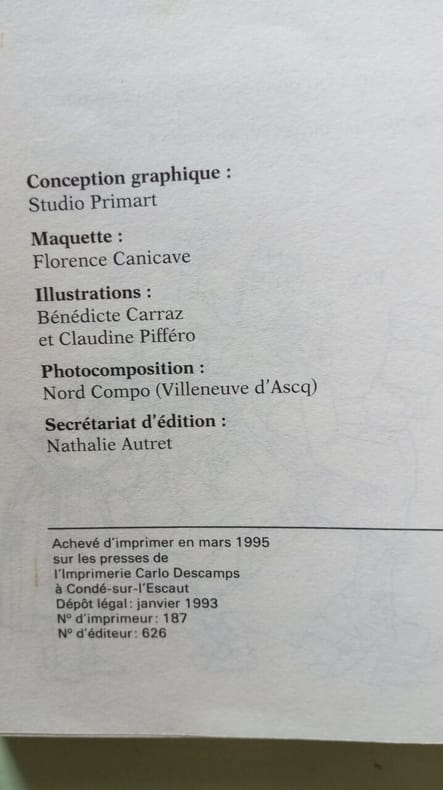 Conception graphique :
Studio Primart
Maquette :
Florence Canicave
Illustrations :
Bénédicte Carraz
et Claudine Pifféro
Photocomposition :
Nord Compo (Villeneuve d'Ascq)
Secrétariat d'édition :
Nathalie Autret
Achevé d'imprimer en mars 1995
sur les presses de
l'Imprimerie Carlo Descamps
à Condé-sur-l'Escaut
Dépôt légal : janvier 1993
Nº d'imprimeur : 187
Nº d'éditeur : 626